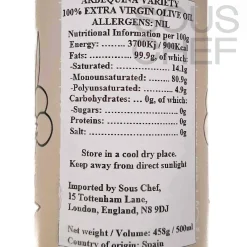 ARBEQUINA VARIETY
100% EXTRA VIRGIN OLIVE OIL
ALLERGENS: NIL
Nutritional Information per 100g
Energy: ........ 3700Kj / 900Kcal
Fats: .................. 99.9g, of which:
-Saturated: .................. 14.1g
-Monounsaturated: ........ 80.9g
-Polyunsaturated: ............ 4.9g
Carbohydrates: ... 0g, of which:
-Sugars: .......................... 0g
Proteins: .......................... 0g
Salt: ................................ 0g
Store in a cool dry place.
Keep away from direct sunlight
Imported by Sous Chef,
15 Tottenham Lane,
London, England, N8 9DJ
Weight / Volume: 458g / 500ml
Country of origin: Spain